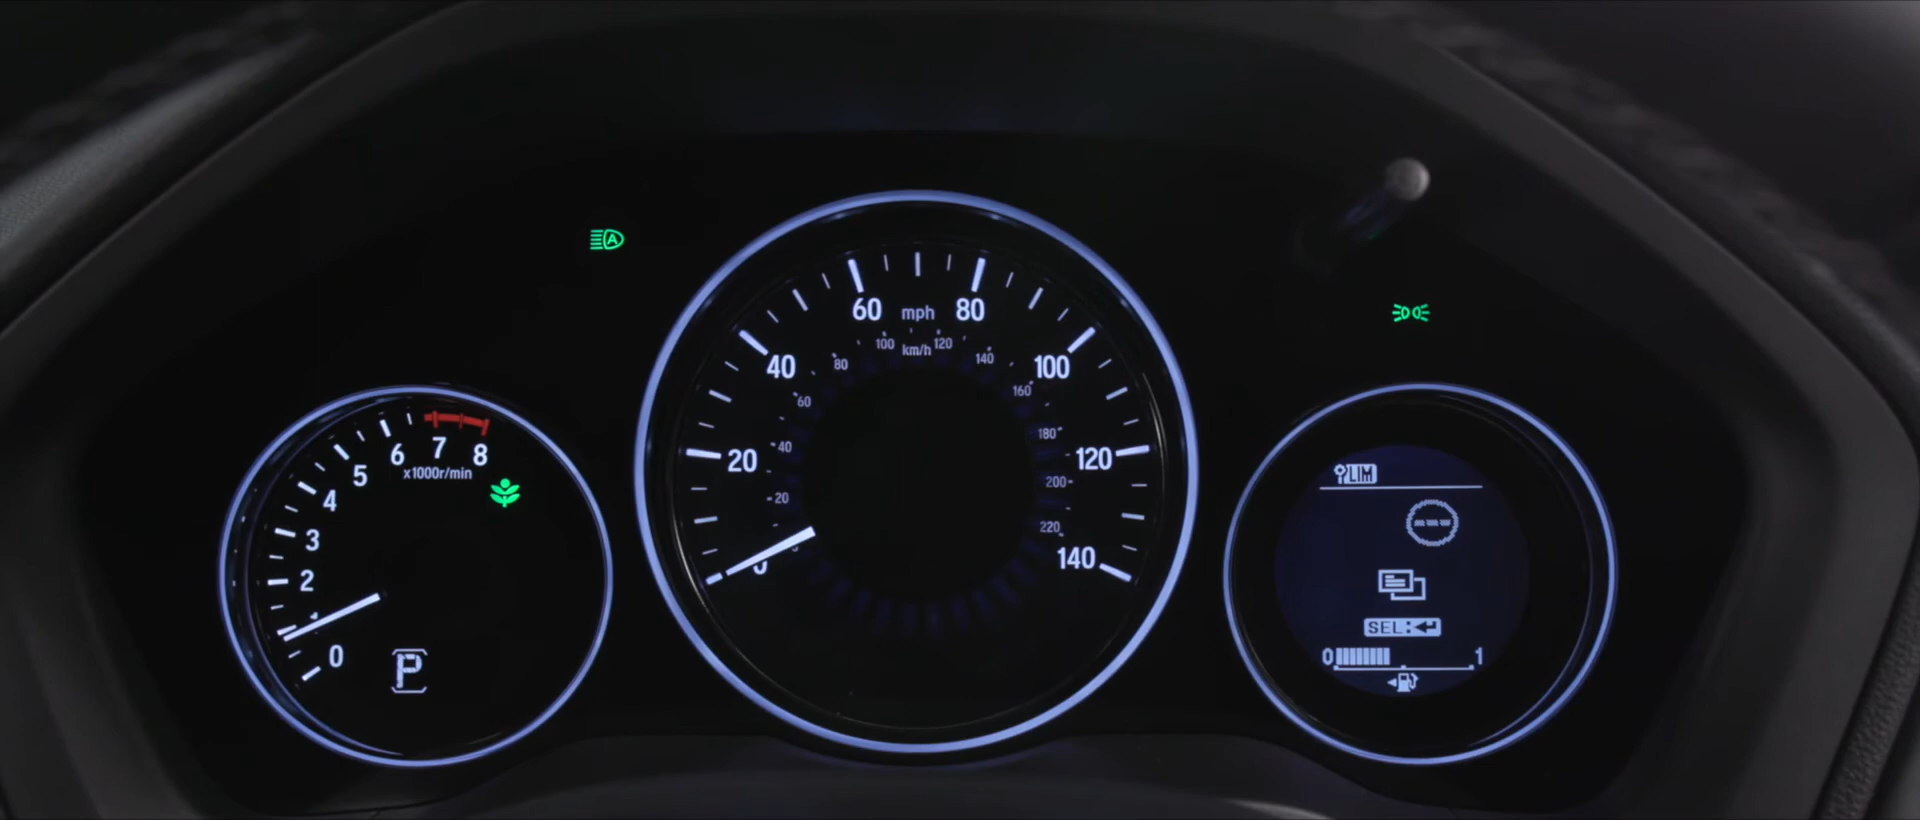 A
60 mph 80
40 100
20 120
140
80 100 km/h 120 140
60 160
40 180
20 200
220
5 6 7 8
x1000r/min
4
3
2
0
P
LIM
---
SEL:
0 1